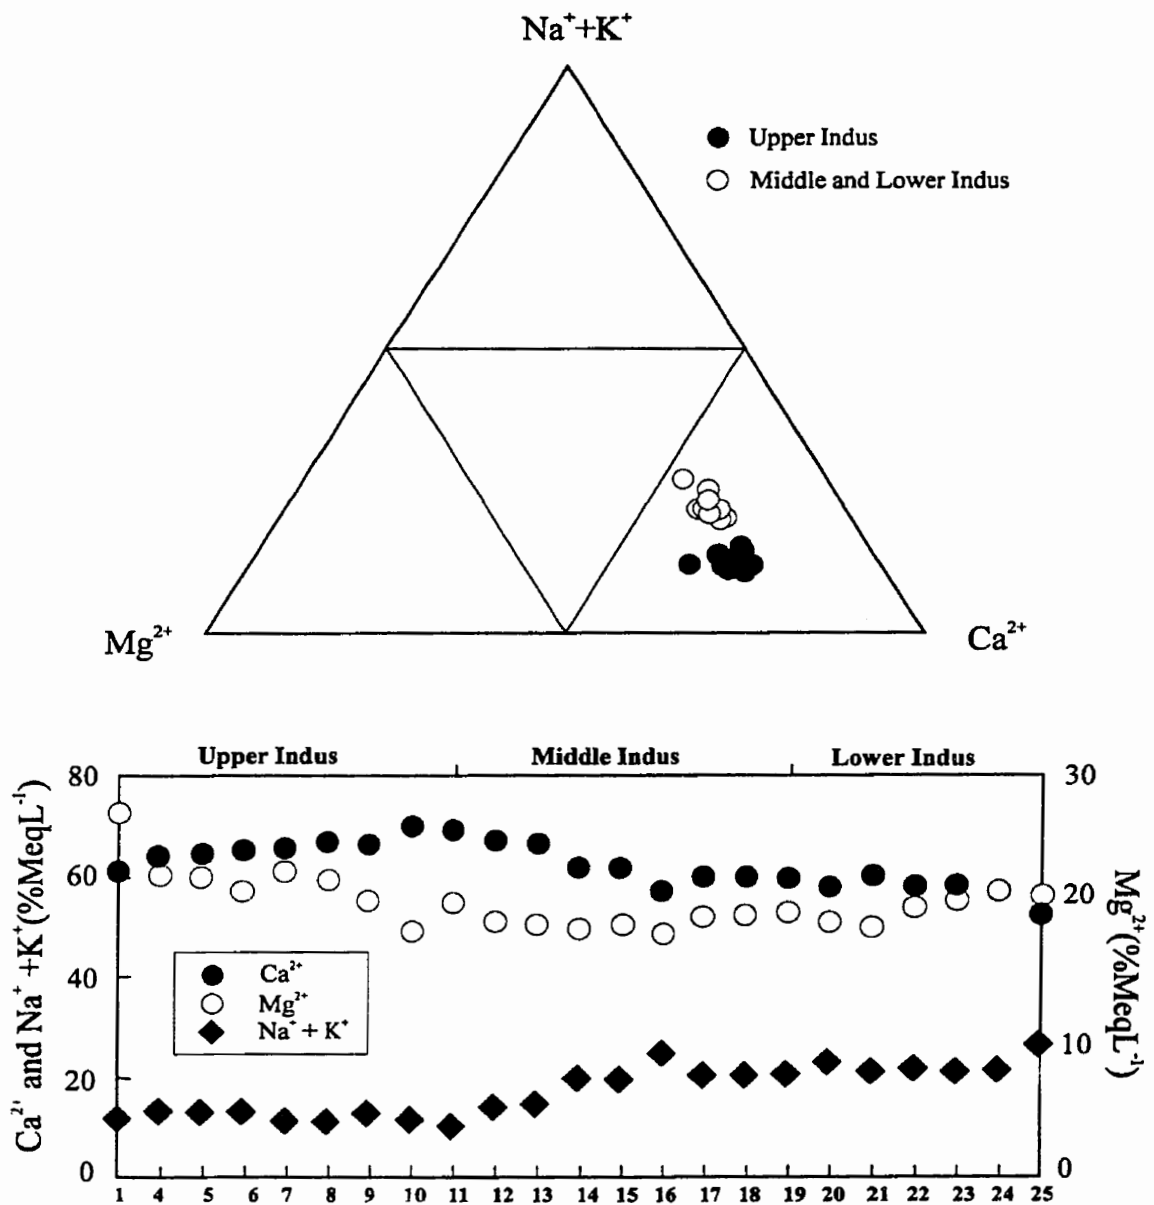 Na⁺+K⁺
Upper Indus
Middle and Lower Indus
Mg²⁺
Ca²⁺
Upper Indus Middle Indus Lower Indus
Ca²⁺ and Na⁺ +K⁺(%MeqL⁻¹)
80
60
40
20
0
Ca²⁺
Mg²⁺
Na⁺ + K⁺
30
20
10
0
Mg²⁺(%MeqL⁻¹)
1 4 5 6 7 8 9 10 11 12 13 14 15 16 17 18 19 20 21 22 23 24 25